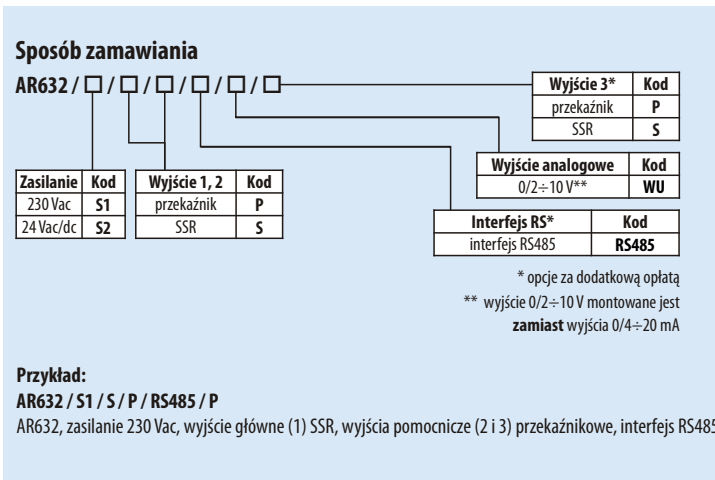 Sposób zamawiania
AR632 / □ / □ / □ / □ / □ / □
Wyjście 3* Kod
przekaźnik P
SSR S
Wyjście analogowe Kod
0/2÷10 V** WU
Zasilanie Kod
230 Vac S1
24 Vac/dc S2
Wyjście 1, 2 Kod
przekaźnik P
SSR S
Interfejs RS* Kod
interfejs RS485 RS485
* opcje za dodatkową opłatą
** wyjście 0/2÷10 V montowane jest
zamiast wyjścia 0/4÷20 mA
Przykład:
AR632 / S1 / S / P / RS485 / P
AR632, zasilanie 230 Vac, wyjście główne (1) SSR, wyjścia pomocnicze (2 i 3) przekaźnikowe, interfejs RS485